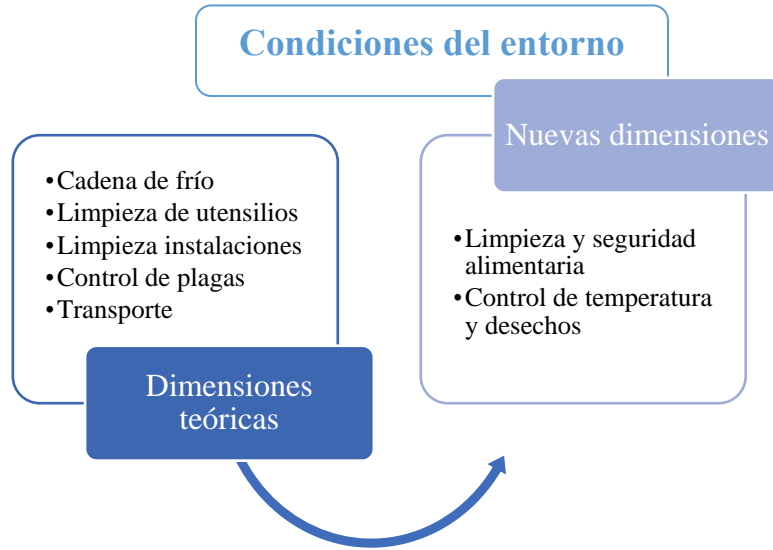 Condiciones del entorno
•Cadena de frío
•Limpieza de utensilios
•Limpieza instalaciones
•Control de plagas
•Transporte
Dimensiones
teóricas
Nuevas dimensiones
•Limpieza y seguridad
alimentaria
•Control de temperatura
y desechos